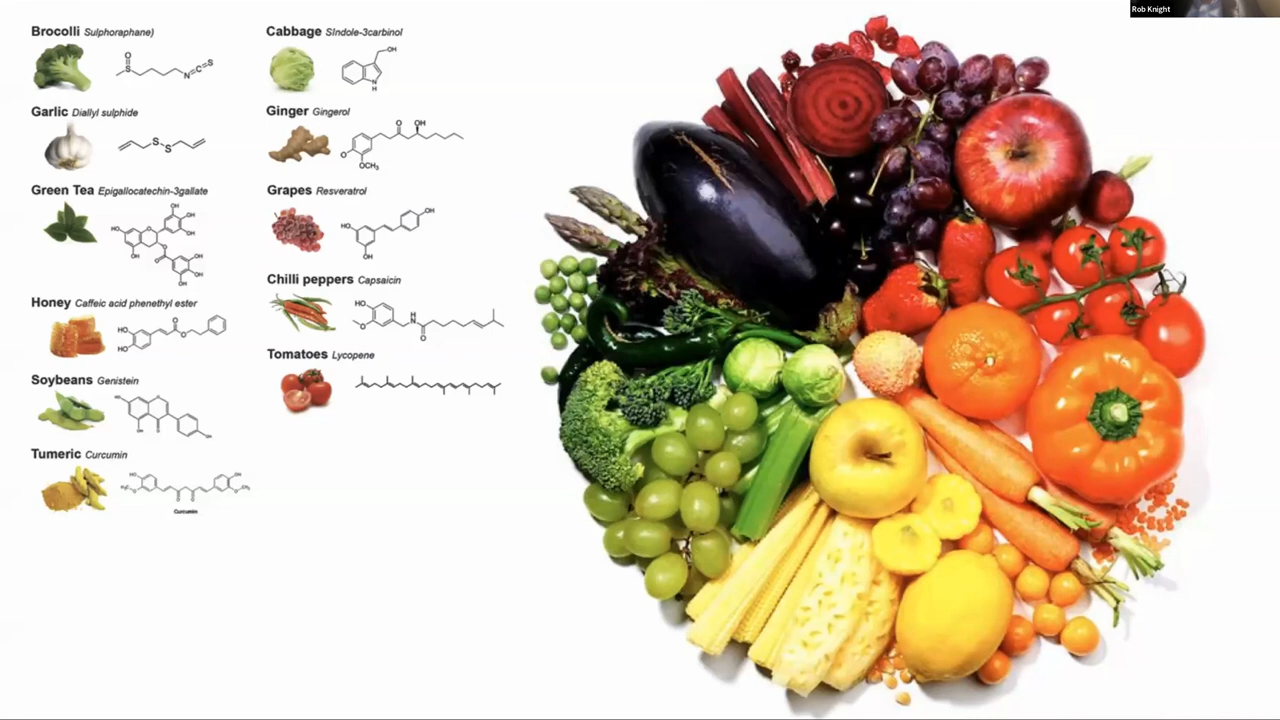 Rob Knight
Brocolli Sulphoraphane)
Garlic Diallyl sulphide
Green Tea Epigallocatechin-3gallate
Honey Caffeic acid phenethyl ester
Soybeans Genistein
Tumeric Curcumin
Curcumin
Cabbage SIndole-3carbinol
Ginger Gingerol
Grapes Resveratrol
Chilli peppers Capsaicin
Tomatoes Lycopene